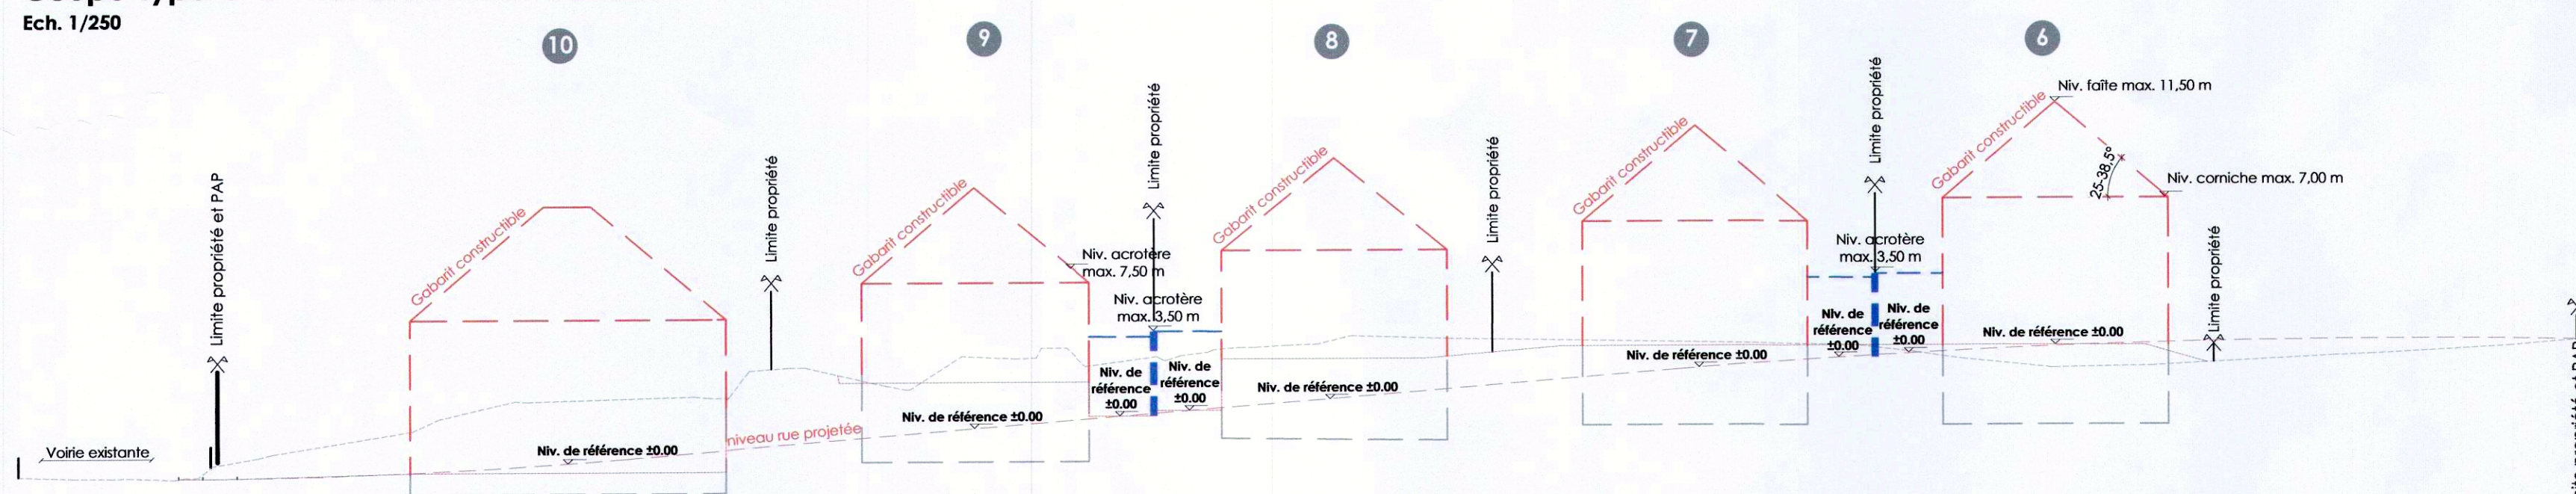 Ech. 1/250
10
9
8
7
6
Limite propriété et PAP
Limite propriété
Limite propriété
Limite propriété
Limite propriété
Limite propriété
Gabarit constructible
Gabarit constructible
Gabarit constructible
Gabarit constructible
Gabarit constructible
Niv. faîte max. 11,50 m
25-38,5°
Niv. corniche max. 7,00 m
Niv. acrotère
max. 7,50 m
Niv. acrotère
max. 3,50 m
Niv. acrotère
max. 3,50 m
Niv. de
référence
±0.00
Niv. de
référence
±0.00
Niv. de
référence
±0.00
Niv. de
référence
±0.00
Niv. de référence ±0.00
Niv. de référence ±0.00
Niv. de référence ±0.00
Niv. de référence ±0.00
Niv. de référence ±0.00
niveau rue projetée
Voirie existante